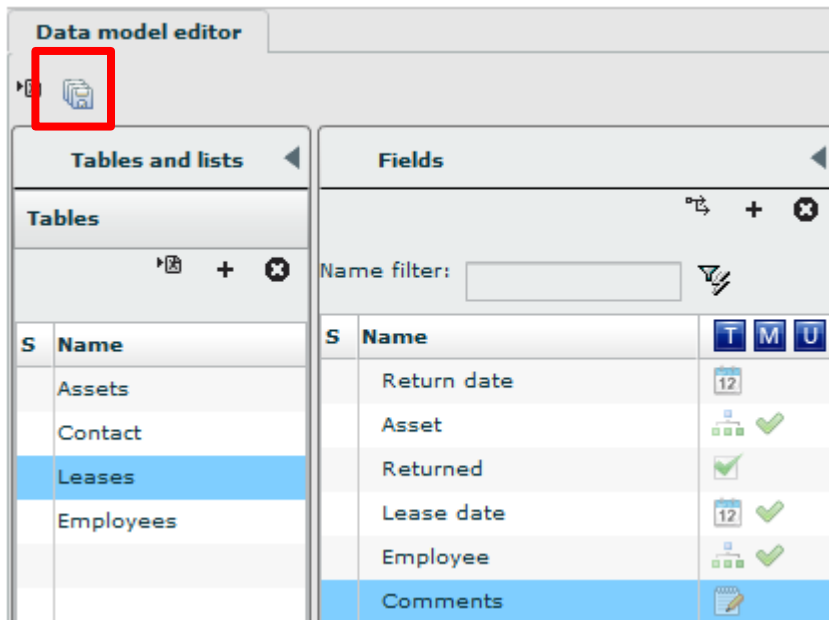 Data model editor
Tables and lists
Tables
S Name
Assets
Contact
Leases
Employees
Fields
Name filter:
S Name T M U
Return date 12
Asset
Returned
Lease date 12
Employee
Comments